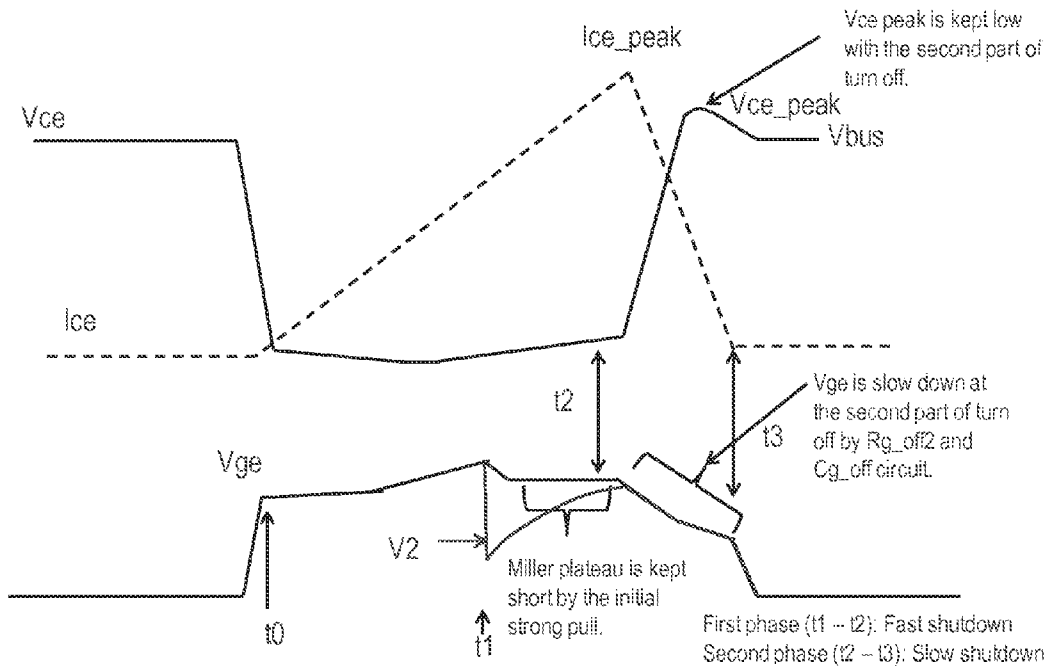 Ice_peak
Vce peak is kept low
with the second part of
turn off.
Vce
Vce_peak
Vbus
Ice
t2
t3
Vge is slow down at
the second part of turn
off by Rg_off2 and
Cg_off circuit.
Vge
V2
Miller plateau is kept
short by the initial
strong pull.
t0
t1
First phase (t1 – t2): Fast shutdown
Second phase (t2 – t3): Slow shutdown